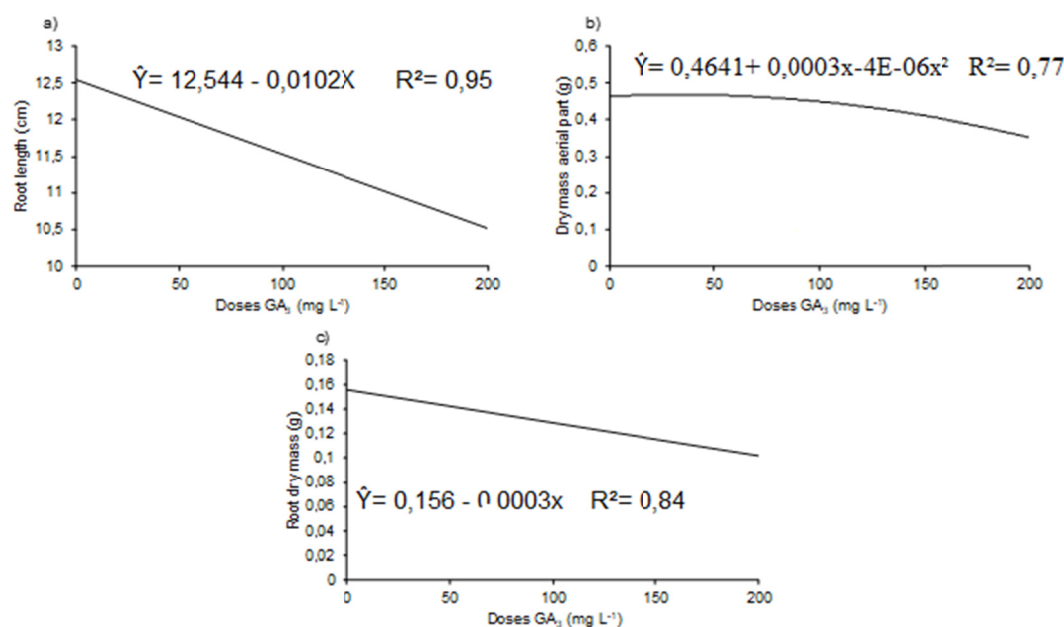 a)
Ŷ= 12,544 - 0,0102X R²= 0,95
Root length (cm)
13
12,5
12
11,5
11
10,5
10
0 50 100 150 200
Doses GA₃ (mg L⁻¹)
b)
Ŷ= 0,4641+ 0,0003x-4E-06x² R²= 0,77
Dry mass aerial part (g)
0,6
0,5
0,4
0,3
0,2
0,1
0
0 50 100 150 200
Doses GA₃ (mg L⁻¹)
c)
Root dry mass (g)
0,18
0,16
0,14
0,12
0,1
0,08
0,06
0,04
0,02
0
Ŷ= 0,156 - 0,0003x R²= 0,84
0 50 100 150 200
Doses GA₃ (mg L⁻¹)